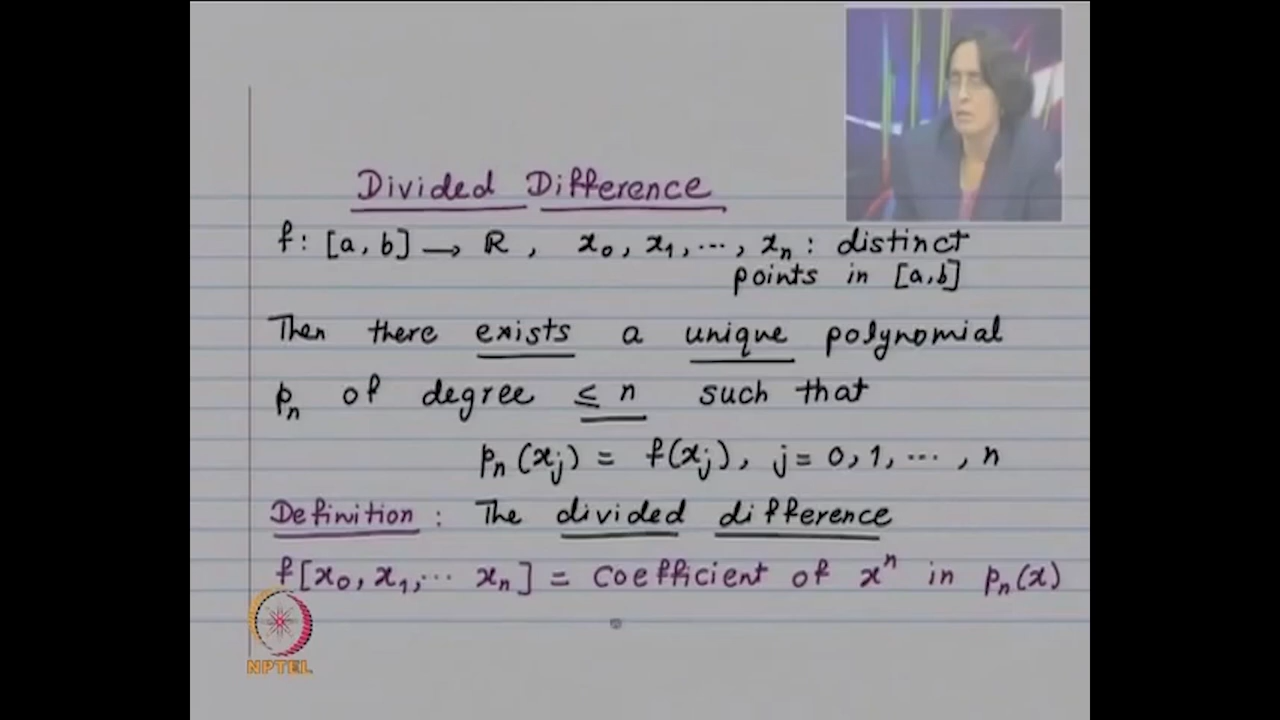 Divided Difference
f: [a, b] → ℝ, x₀, x₁, ⋯, xₙ : distinct
points in [a,b]
Then there exists a unique polynomial
pₙ of degree ≤ n such that
pₙ(xⱼ) = f(xⱼ), j = 0, 1, ⋯, n
Definition : The divided difference
f[x₀, x₁, ⋯ xₙ] = coefficient of xⁿ in pₙ(x)
NPTEL